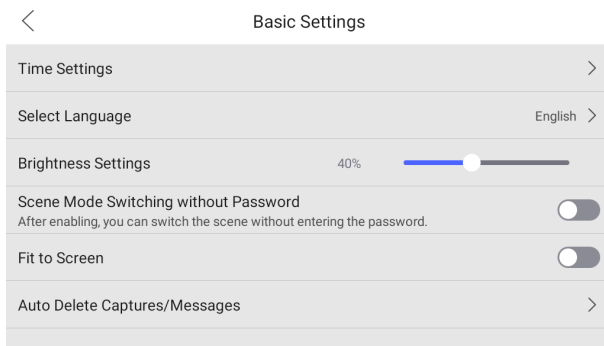 Basic Settings
Time Settings
Select Language English
Brightness Settings 40%
Scene Mode Switching without Password
After enabling, you can switch the scene without entering the password.
Fit to Screen
Auto Delete Captures/Messages